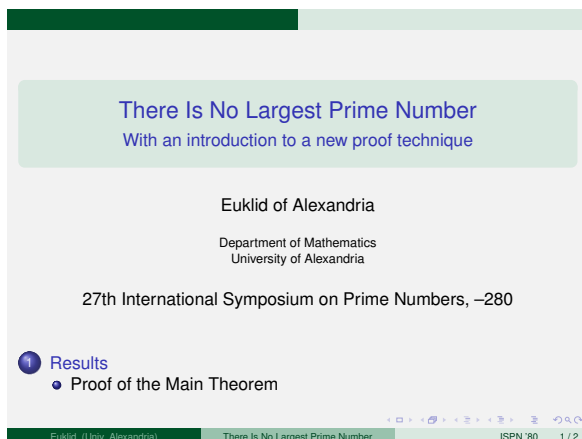 There Is No Largest Prime Number
With an introduction to a new proof technique
Euklid of Alexandria
Department of Mathematics
University of Alexandria
27th International Symposium on Prime Numbers, –280
1 Results
Proof of the Main Theorem
Euklid (Univ. Alexandria) There Is No Largest Prime Number ISPN '80 1 / 2